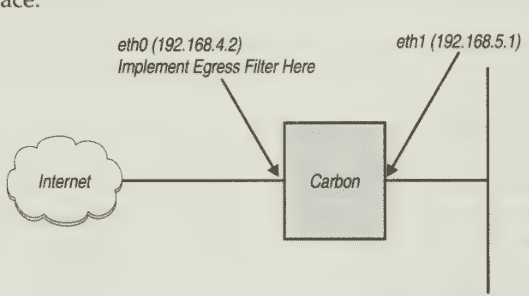 ace.
eth0 (192.168.4.2)
Implement Egress Filter Here
eth1 (192.168.5.1)
Internet
Carbon